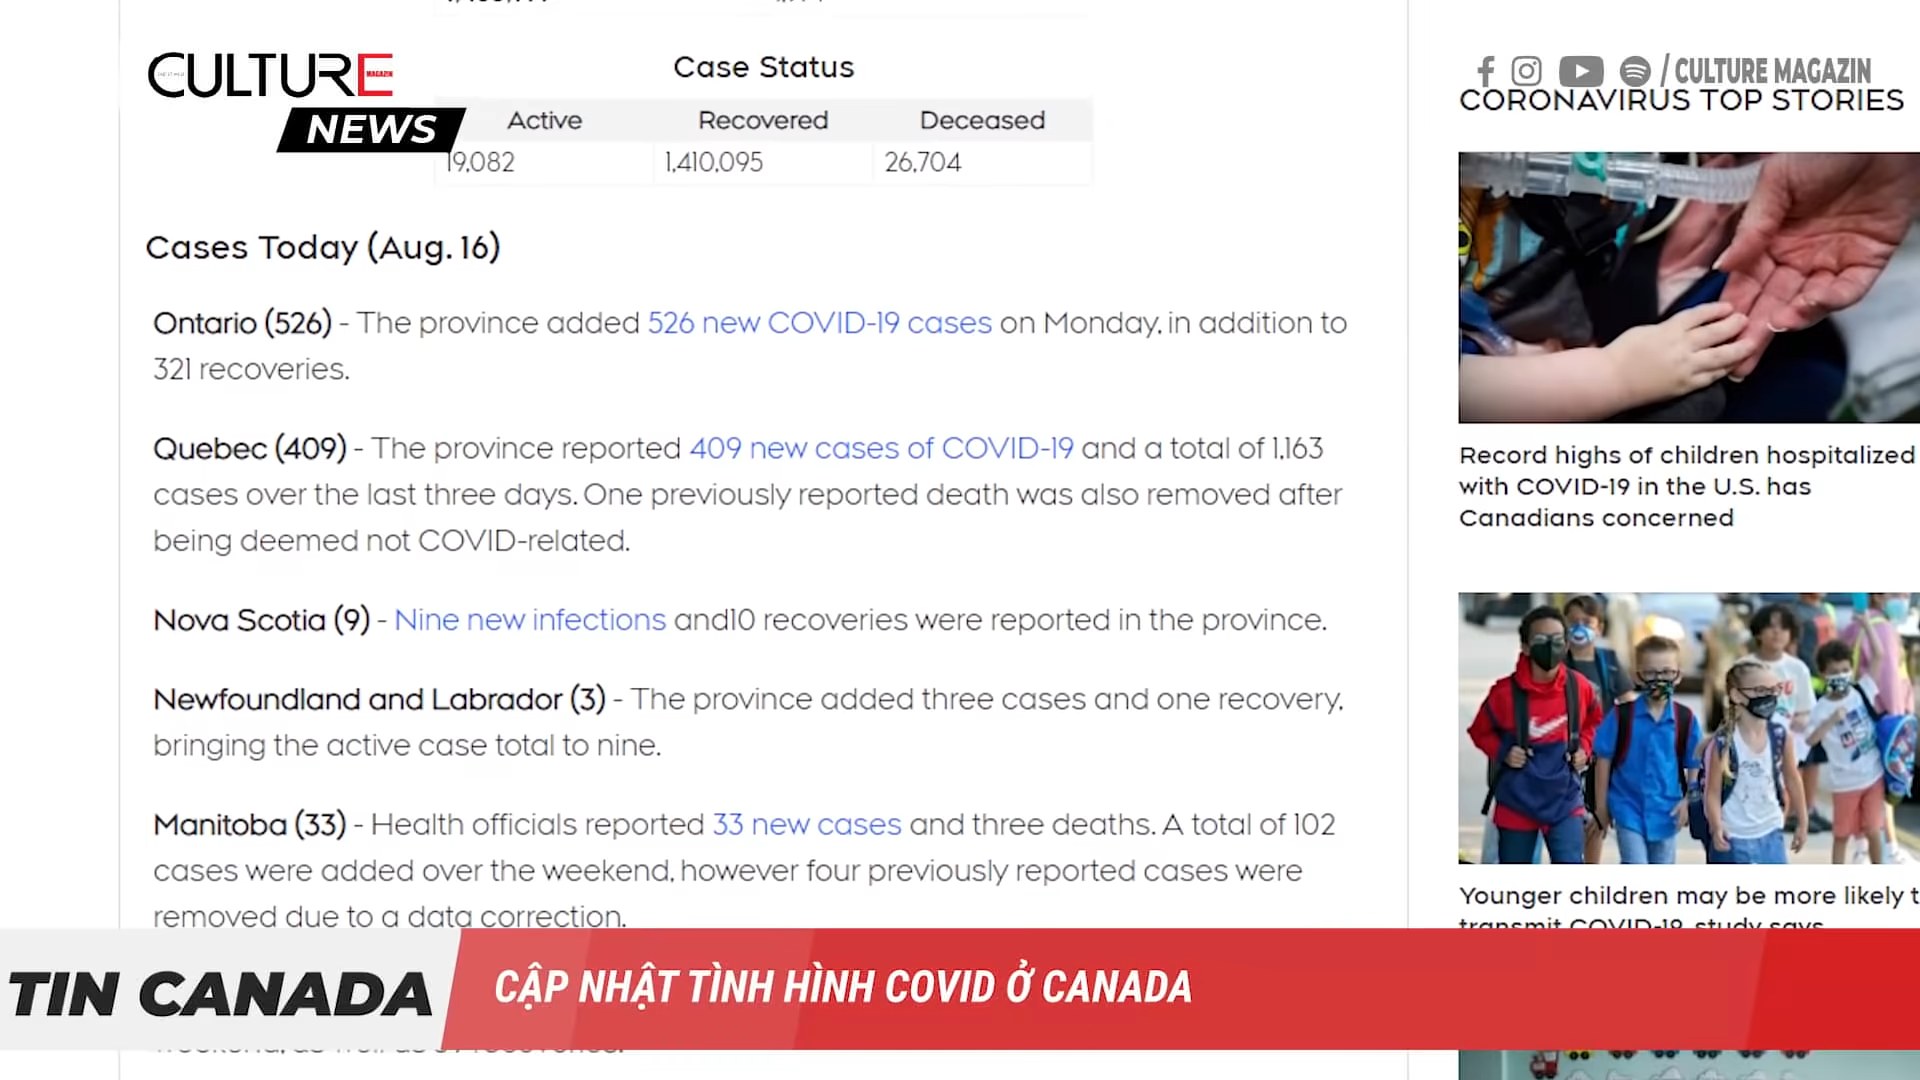 CULTURE
MAGAZIN
NEWS
/ CULTURE MAGAZIN
Case Status
Active Recovered Deceased
19,082 1,410,095 26,704
Cases Today (Aug. 16)
Ontario (526) - The province added 526 new COVID-19 cases on Monday, in addition to
321 recoveries.
Quebec (409) - The province reported 409 new cases of COVID-19 and a total of 1,163
cases over the last three days. One previously reported death was also removed after
being deemed not COVID-related.
Nova Scotia (9) - Nine new infections and10 recoveries were reported in the province.
Newfoundland and Labrador (3) - The province added three cases and one recovery,
bringing the active case total to nine.
Manitoba (33) - Health officials reported 33 new cases and three deaths. A total of 102
cases were added over the weekend, however four previously reported cases were
removed due to a data correction.
CORONAVIRUS TOP STORIES
Record highs of children hospitalized
with COVID-19 in the U.S. has
Canadians concerned
Younger children may be more likely t
transmit COVID-19, study says
TIN CANADA
CẬP NHẬT TÌNH HÌNH COVID Ở CANADA